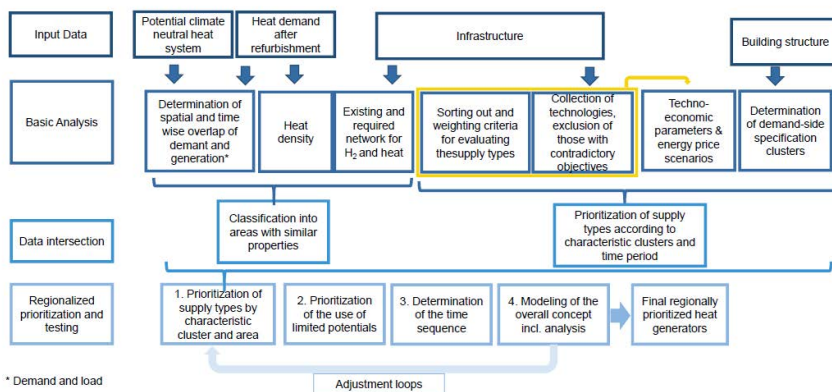 Input Data
Potential climate
neutral heat
system
Heat demand
after
refurbishment
Infrastructure
Building structure
Basic Analysis
Determination of
spatial and time
wise overlap of
demant and
generation*
Heat
density
Existing and
required
network for
H2 and heat
Sorting out and
weighting criteria
for evaluating
thesupply types
Collection of
technologies,
exclusion of
those with
contradictory
objectives
Techno-
economic
parameters &
energy price
scenarios
Determination
of demand-side
specification
clusters
Data intersection
Classification into
areas with similar
properties
Prioritization of supply
types according to
characteristic clusters and
time period
Regionalized
prioritization and
testing
1. Prioritization of
supply types by
characteristic
cluster and area
2. Prioritization
of the use of
limited potentials
3. Determination
of the time
sequence
4. Modeling of the
overall concept
incl. analysis
Final regionally
prioritized heat
generators
* Demand and load
Adjustment loops